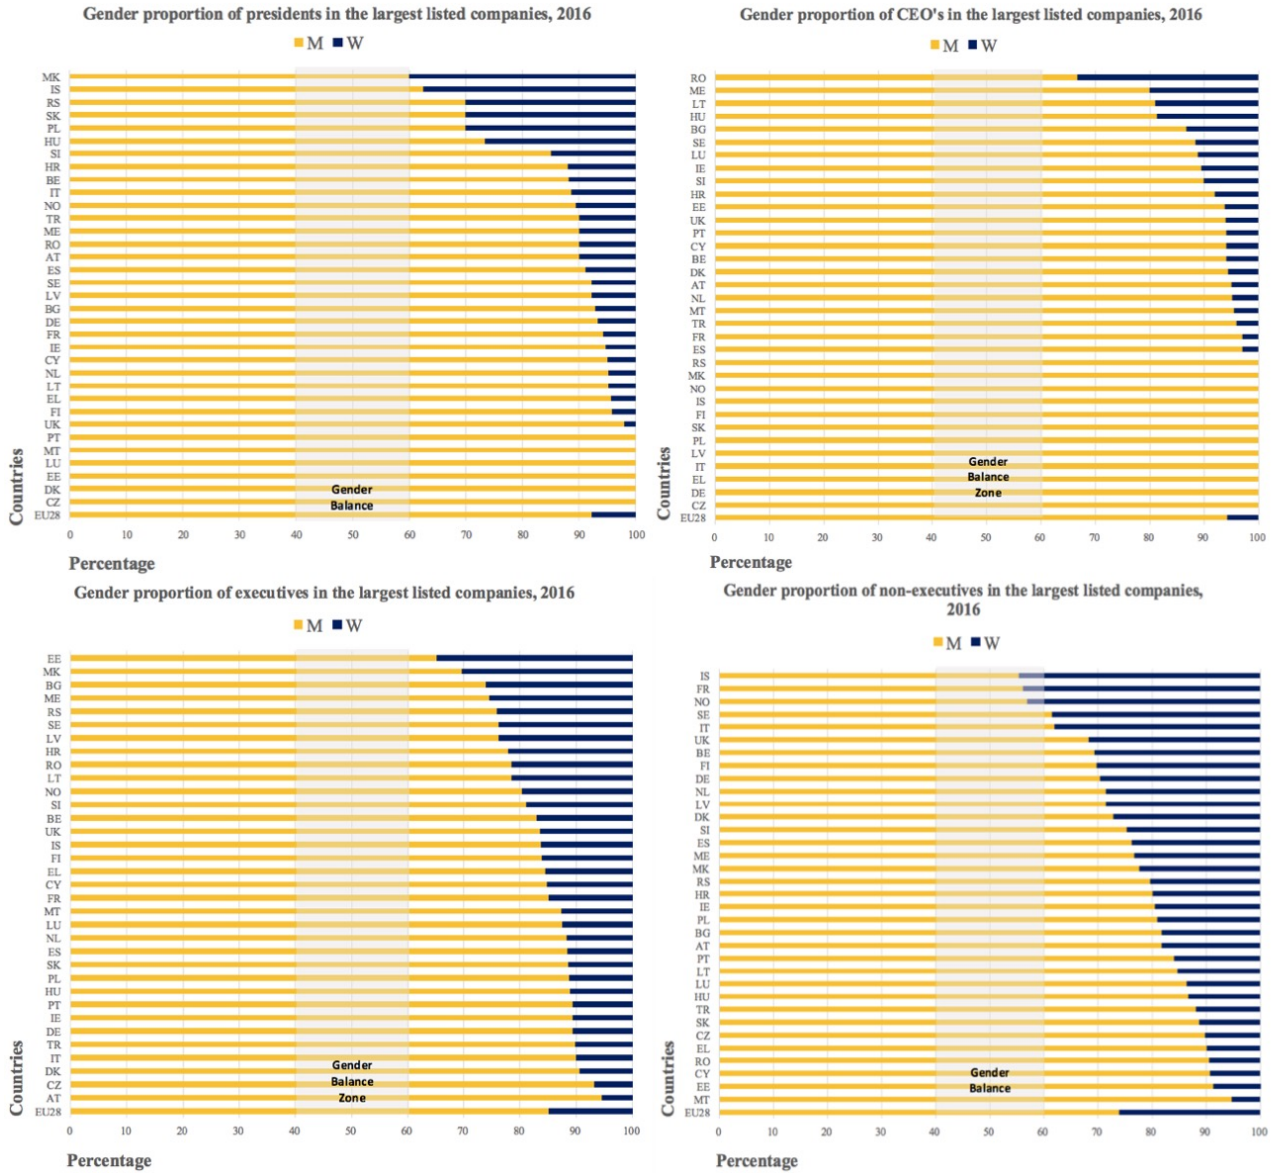 Gender proportion of presidents in the largest listed companies, 2016
M W
MK
IS
RS
SK
PL
HU
SI
HR
BE
IT
NO
TR
ME
RO
AT
ES
SE
LV
BG
DE
FR
IE
CY
NL
LT
EL
FI
UK
PT
MT
LU
EE
DK
CZ
EU28
Gender
Balance
Countries
0 10 20 30 40 50 60 70 80 90 100
Percentage
Gender proportion of CEO's in the largest listed companies, 2016
M W
RO
ME
LT
HU
BG
SE
LU
IE
SI
HR
EE
UK
PT
CY
BE
DK
AT
NL
MT
TR
FR
ES
RS
MK
NO
IS
FI
SK
PL
LV
IT
EL
DE
CZ
EU28
Gender
Balance
Zone
Countries
0 10 20 30 40 50 60 70 80 90 100
Percentage
Gender proportion of executives in the largest listed companies, 2016
M W
EE
MK
BG
ME
RS
SE
LV
HR
RO
LT
NO
SI
BE
UK
IS
FI
EL
CY
FR
MT
LU
NL
ES
SK
PL
HU
PT
IE
DE
TR
IT
DK
CZ
AT
EU28
Gender
Balance
Zone
Countries
0 10 20 30 40 50 60 70 80 90 100
Percentage
Gender proportion of non-executives in the largest listed companies,
2016
M W
IS
FR
NO
SE
IT
UK
BE
FI
DE
NL
LV
DK
SI
ES
ME
MK
RS
HR
IE
PL
BG
AT
PT
LT
LU
HU
TR
SK
CZ
EL
RO
CY
EE
MT
EU28
Gender
Balance
Countries
0 10 20 30 40 50 60 70 80 90 100
Percentage